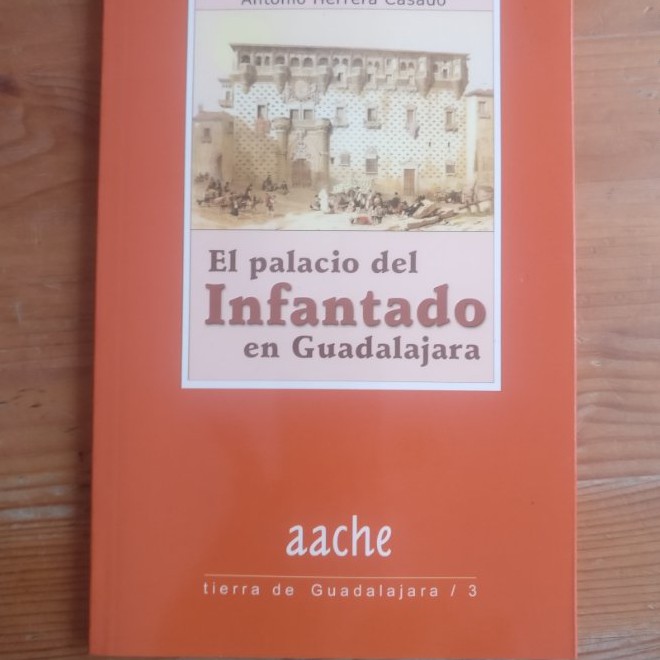 Antonio Herrera Casado
El palacio del
Infantado
en Guadalajara
aache
tierra de Guadalajara / 3